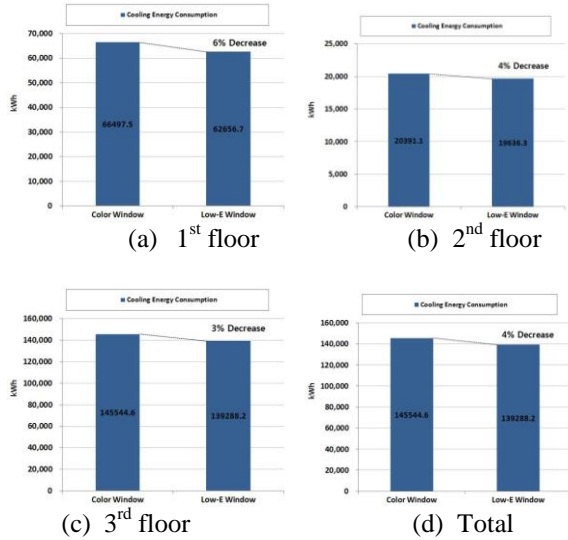 Cooling Energy Consumption
6% Decrease
kWh
70,000
60,000
50,000
40,000
30,000
20,000
10,000
0
66497.5
62656.7
Color Window
Low-E Window
(a) 1st floor
Cooling Energy Consumption
4% Decrease
kWh
25,000
20,000
15,000
10,000
5,000
0
20391.1
19636.3
Color Window
Low-E Window
(b) 2nd floor
Cooling Energy Consumption
3% Decrease
kWh
160,000
140,000
120,000
100,000
80,000
60,000
40,000
20,000
0
145544.6
139288.2
Color Window
Low-E Window
(c) 3rd floor
Cooling Energy Consumption
4% Decrease
kWh
160,000
140,000
120,000
100,000
80,000
60,000
40,000
20,000
0
145544.6
139288.2
Color Window
Low-E Window
(d) Total